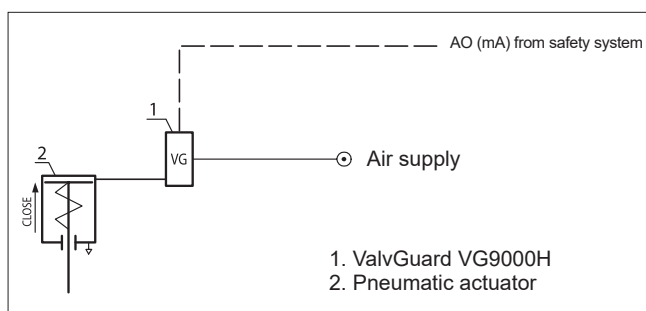 AO (mA) from safety system
1
VG
Air supply
2
CLOSE
1. ValvGuard VG9000H
2. Pneumatic actuator